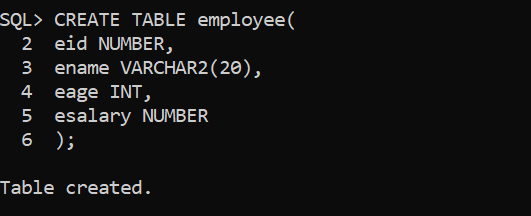 SQL> CREATE TABLE employee(
  2  eid NUMBER,
  3  ename VARCHAR2(20),
  4  eage INT,
  5  esalary NUMBER
  6  );

Table created.